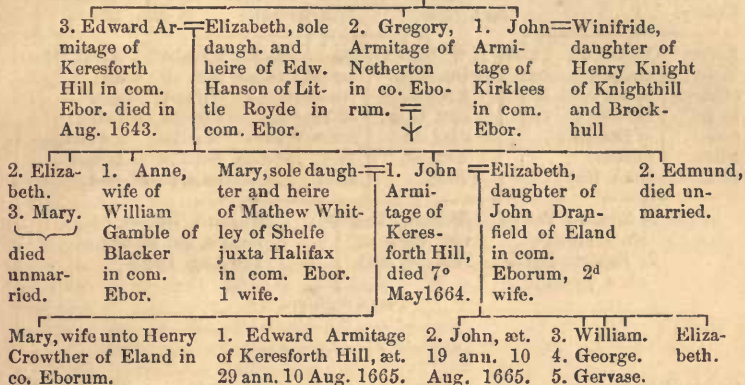 3. Edward Ar-
mitage of
Keresforth
Hill in com.
Ebor. died in
Aug. 1643.
Elizabeth, sole
daugh. and
heire of Edw.
Hanson of Lit-
tle Royde in
com. Ebor.
2. Gregory,
Armitage of
Netherton
in co. Ebo-
rum.
1. John
Armi-
tage of
Kirklees
in com.
Ebor.
Winifride,
daughter of
Henry Knight
of Knighthill
and Brock-
hull
2. Eliza-
beth.
3. Mary.
died
unmar-
ried.
1. Anne,
wife of
William
Gamble of
Blacker
in com.
Ebor.
Mary, sole daugh-
ter and heire
of Mathew Whit-
ley of Shelfe
juxta Halifax
in com. Ebor.
1 wife.
1. John
Armi-
tage of
Keres-
forth Hill,
died 7º
May 1664.
Elizabeth,
daughter of
John Dran-
field of Eland
in com.
Eborum, 2d
wife.
2. Edmund,
died un-
married.
Mary, wife unto Henry
Crowther of Eland in
co. Eborum.
1. Edward Armitage
of Keresforth Hill, æt.
29 ann. 10 Aug. 1665.
2. John, æt.
19 ann. 10
Aug. 1665.
3. William.
4. George.
5. Gervase.
Eliza-
beth.